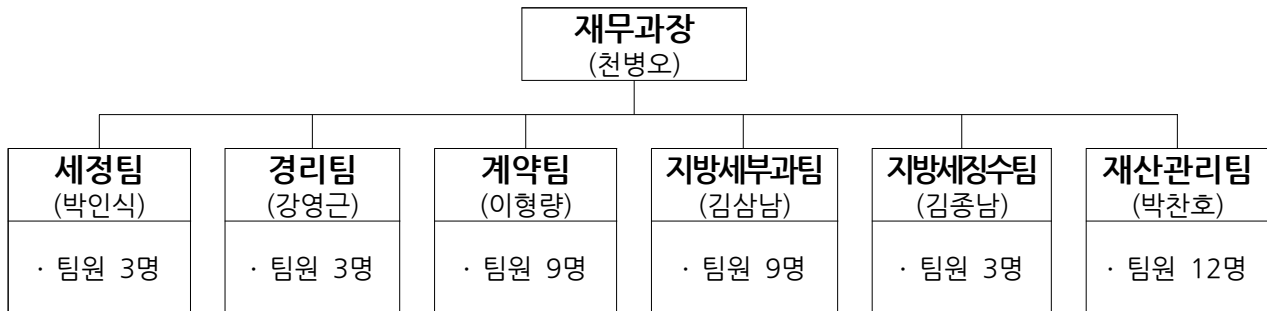 재무과장
(천병오)
세정팀
(박인식)
· 팀원 3명
경리팀
(강영근)
· 팀원 3명
계약팀
(이형량)
· 팀원 9명
지방세부과팀
(김삼남)
· 팀원 9명
지방세징수팀
(김종남)
· 팀원 3명
재산관리팀
(박찬호)
· 팀원 12명